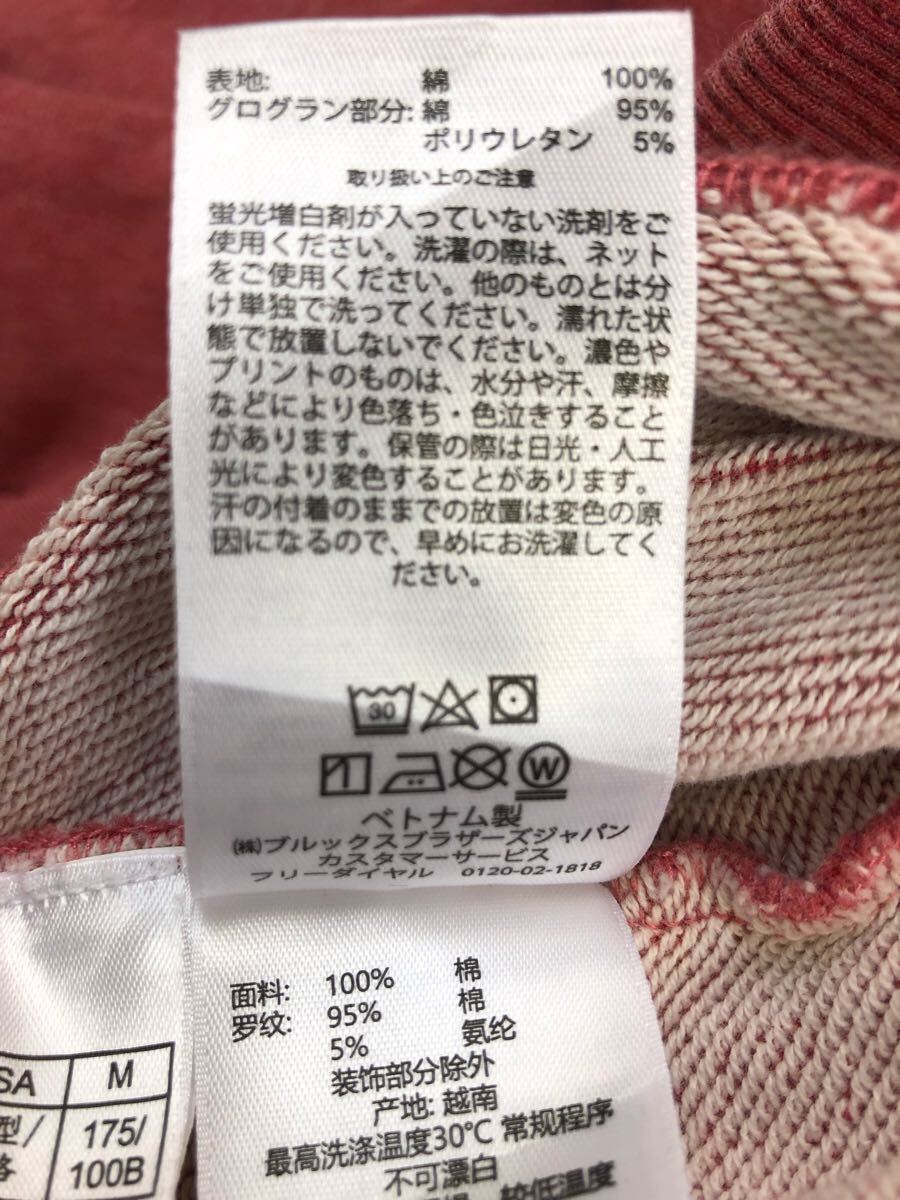 表地: 綿 100%
グログラン部分: 綿 95%
ポリウレタン 5%
取り扱い上のご注意
蛍光増白剤が入っていない洗剤をご
使用ください。洗濯の際は、ネット
をご使用ください。他のものとは分
け単独で洗ってください。濡れた状
態で放置しないでください。濃色や
プリントのものは、水分や汗、摩擦
などにより色落ち・色泣きすること
があります。保管の際は日光・人工
光により変色することがあります。
汗の付着のままでの放置は変色の原
因になるので、早めにお洗濯してく
ださい。
30
W
ベトナム製
(株)ブルックスブラザーズジャパン
カスタマーサービス
フリーダイヤル 0120-02-1818
面料: 100% 棉
罗纹: 95% 棉
5% 氨纶
装饰部分除外
产地: 越南
最高洗涤温度30℃ 常规程序
不可漂白
较低温度
SA M
型/ 175/
100B